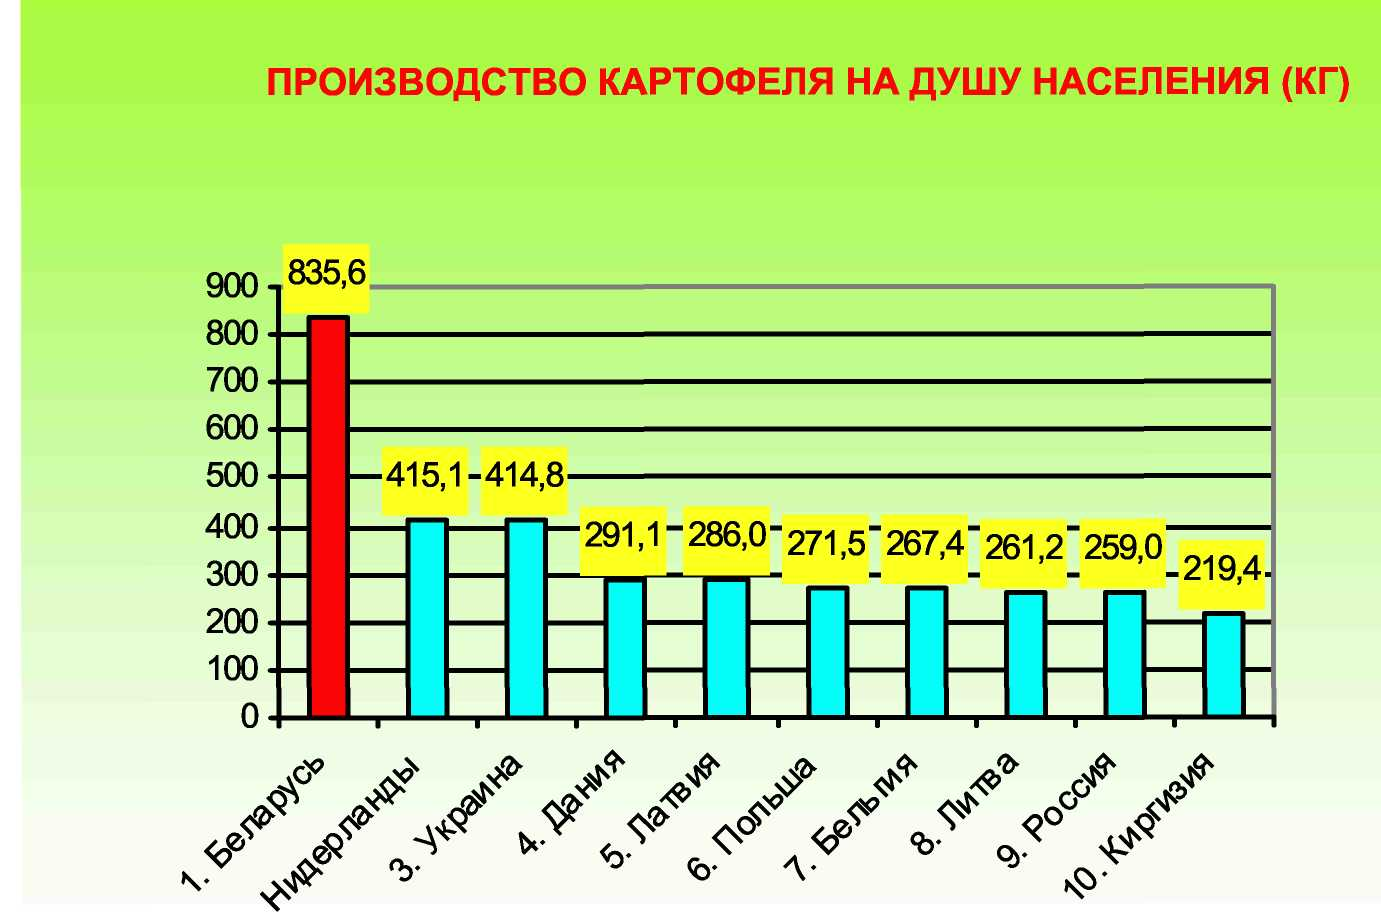 ПРОИЗВОДСТВО КАРТОФЕЛЯ НА ДУШУ НАСЕЛЕНИЯ (КГ)
835,6
900
800
700
600
500
400
300
200
100
0
415,1
414,8
291,1
286,0
271,5
267,4
261,2
259,0
219,4
1. Беларусь
Нидерланды
3. Украина
4. Дания
5. Латвия
6. Польша
7. Бельгия
8. Литва
9. Россия
10. Киргизия